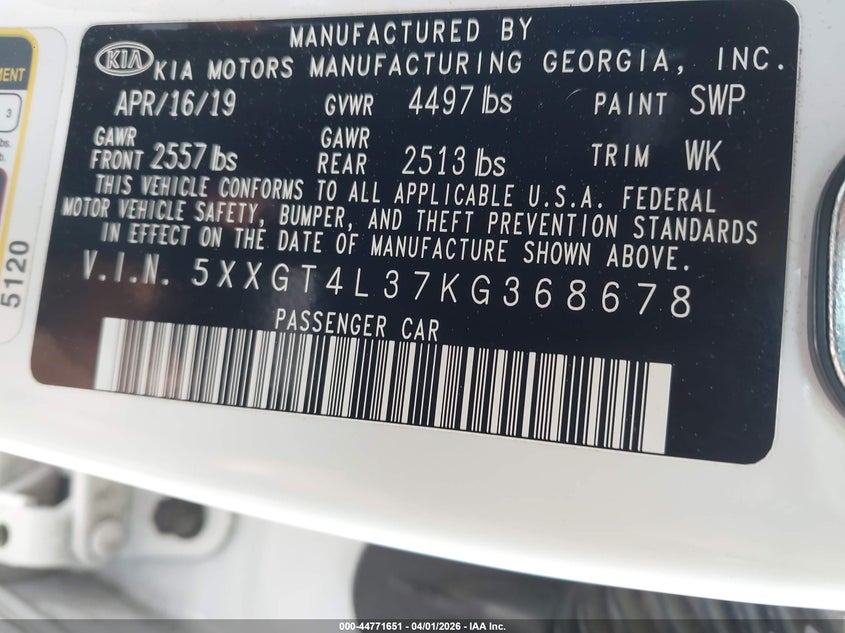 MANUFACTURED BY
KIA KIA MOTORS MANUFACTURING GEORGIA, INC.
APR/16/19 GVWR 4497 lbs PAINT SWP
GAWR FRONT 2557 lbs GAWR REAR 2513 lbs TRIM WK
THIS VEHICLE CONFORMS TO ALL APPLICABLE U.S.A. FEDERAL
MOTOR VEHICLE SAFETY, BUMPER, AND THEFT PREVENTION STANDARDS
IN EFFECT ON THE DATE OF MANUFACTURE SHOWN ABOVE.
V.I.N. 5XXGT4L37KG368678
PASSENGER CAR
MENT
3
5120
000-44771651 | 04/01/2026 - IAA Inc.